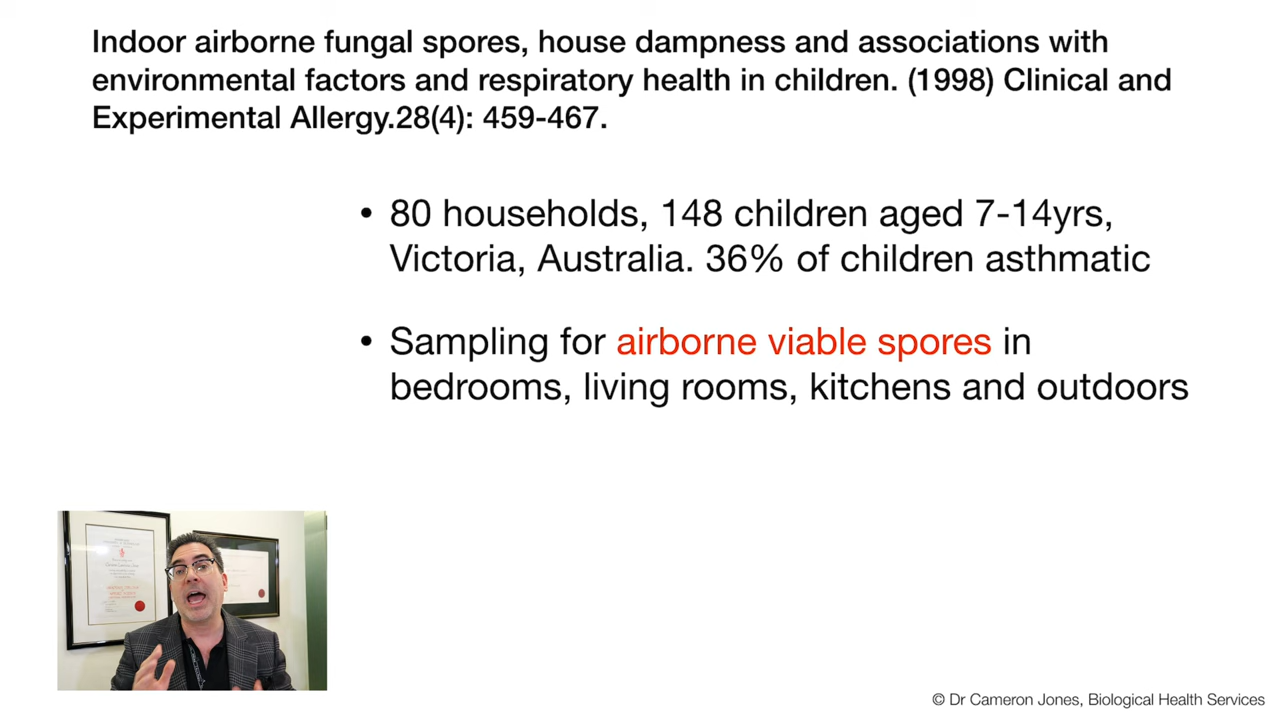 Indoor airborne fungal spores, house dampness and associations with
environmental factors and respiratory health in children. (1998) Clinical and
Experimental Allergy.28(4): 459-467.
• 80 households, 148 children aged 7-14yrs,
Victoria, Australia. 36% of children asthmatic
• Sampling for airborne viable spores in
bedrooms, living rooms, kitchens and outdoors
© Dr Cameron Jones, Biological Health Services